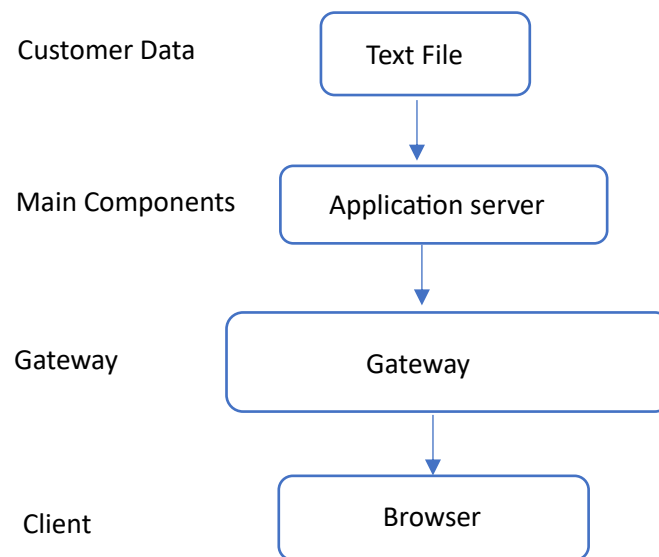 Customer Data
Text File
Main Components
Application server
Gateway
Gateway
Client
Browser